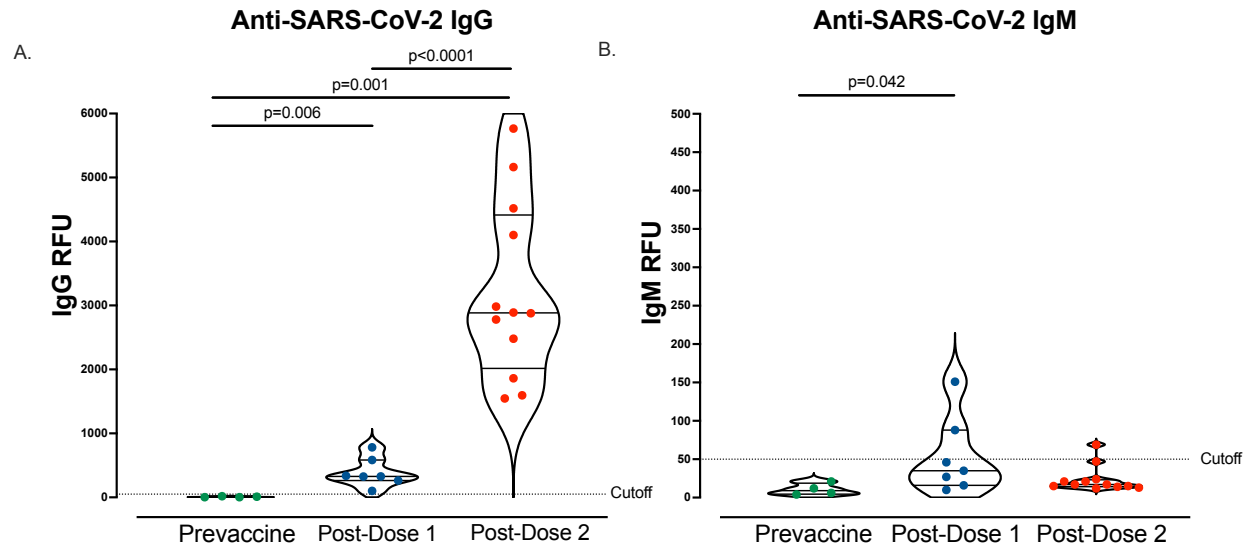 Anti-SARS-CoV-2 IgG
A.
p<0.0001
p=0.001
p=0.006
IgG RFU
6000
5000
4000
3000
2000
1000
0
Cutoff
Prevaccine Post-Dose 1 Post-Dose 2
Anti-SARS-CoV-2 IgM
B.
p=0.042
IgM RFU
500
450
400
350
300
250
200
150
100
50
0
Cutoff
Prevaccine Post-Dose 1 Post-Dose 2